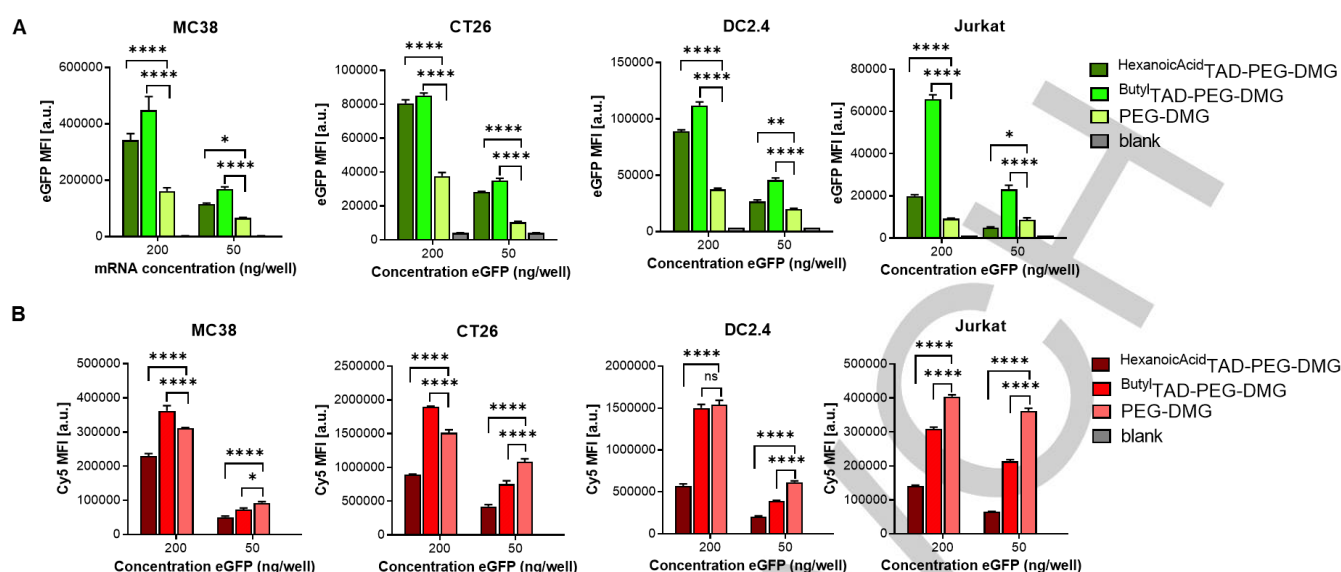 A
MC38
CT26
DC2.4
Jurkat
eGFP MFI [a.u.]
600000
400000
200000
0
****
****
*
****
200
50
mRNA concentration (ng/well)
eGFP MFI [a.u.]
100000
80000
60000
40000
20000
0
****
****
****
****
200
50
Concentration eGFP (ng/well)
eGFP MFI [a.u.]
150000
100000
50000
0
****
****
**
****
200
50
Concentration eGFP (ng/well)
eGFP MFI [a.u.]
80000
60000
40000
20000
0
****
****
*
****
200
50
Concentration eGFP (ng/well)
HexanoicAcidTAD-PEG-DMG
ButylTAD-PEG-DMG
PEG-DMG
blank
B
MC38
CT26
DC2.4
Jurkat
Cy5 MFI [a.u.]
500000
400000
300000
200000
100000
0
****
****
****
*
200
50
Concentration eGFP (ng/well)
Cy5 MFI [a.u.]
2500000
2000000
1500000
1000000
500000
0
****
****
****
****
200
50
Concentration eGFP (ng/well)
Cy5 MFI [a.u.]
2000000
1500000
1000000
500000
0
****
ns
****
****
200
50
Concentration eGFP (ng/well)
Cy5 MFI [a.u.]
500000
400000
300000
200000
100000
0
****
****
****
****
200
50
Concentration eGFP (ng/well)
HexanoicAcidTAD-PEG-DMG
ButylTAD-PEG-DMG
PEG-DMG
blank